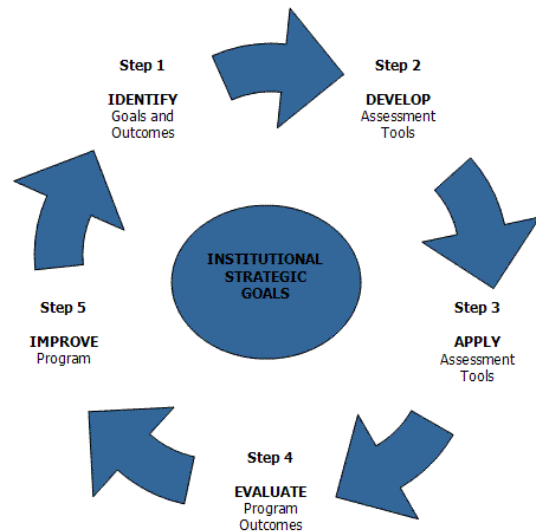 Step 1
IDENTIFY
Goals and
Outcomes
Step 2
DEVELOP
Assessment
Tools
Step 3
APPLY
Assessment
Tools
Step 4
EVALUATE
Program
Outcomes
Step 5
IMPROVE
Program
INSTITUTIONAL
STRATEGIC
GOALS